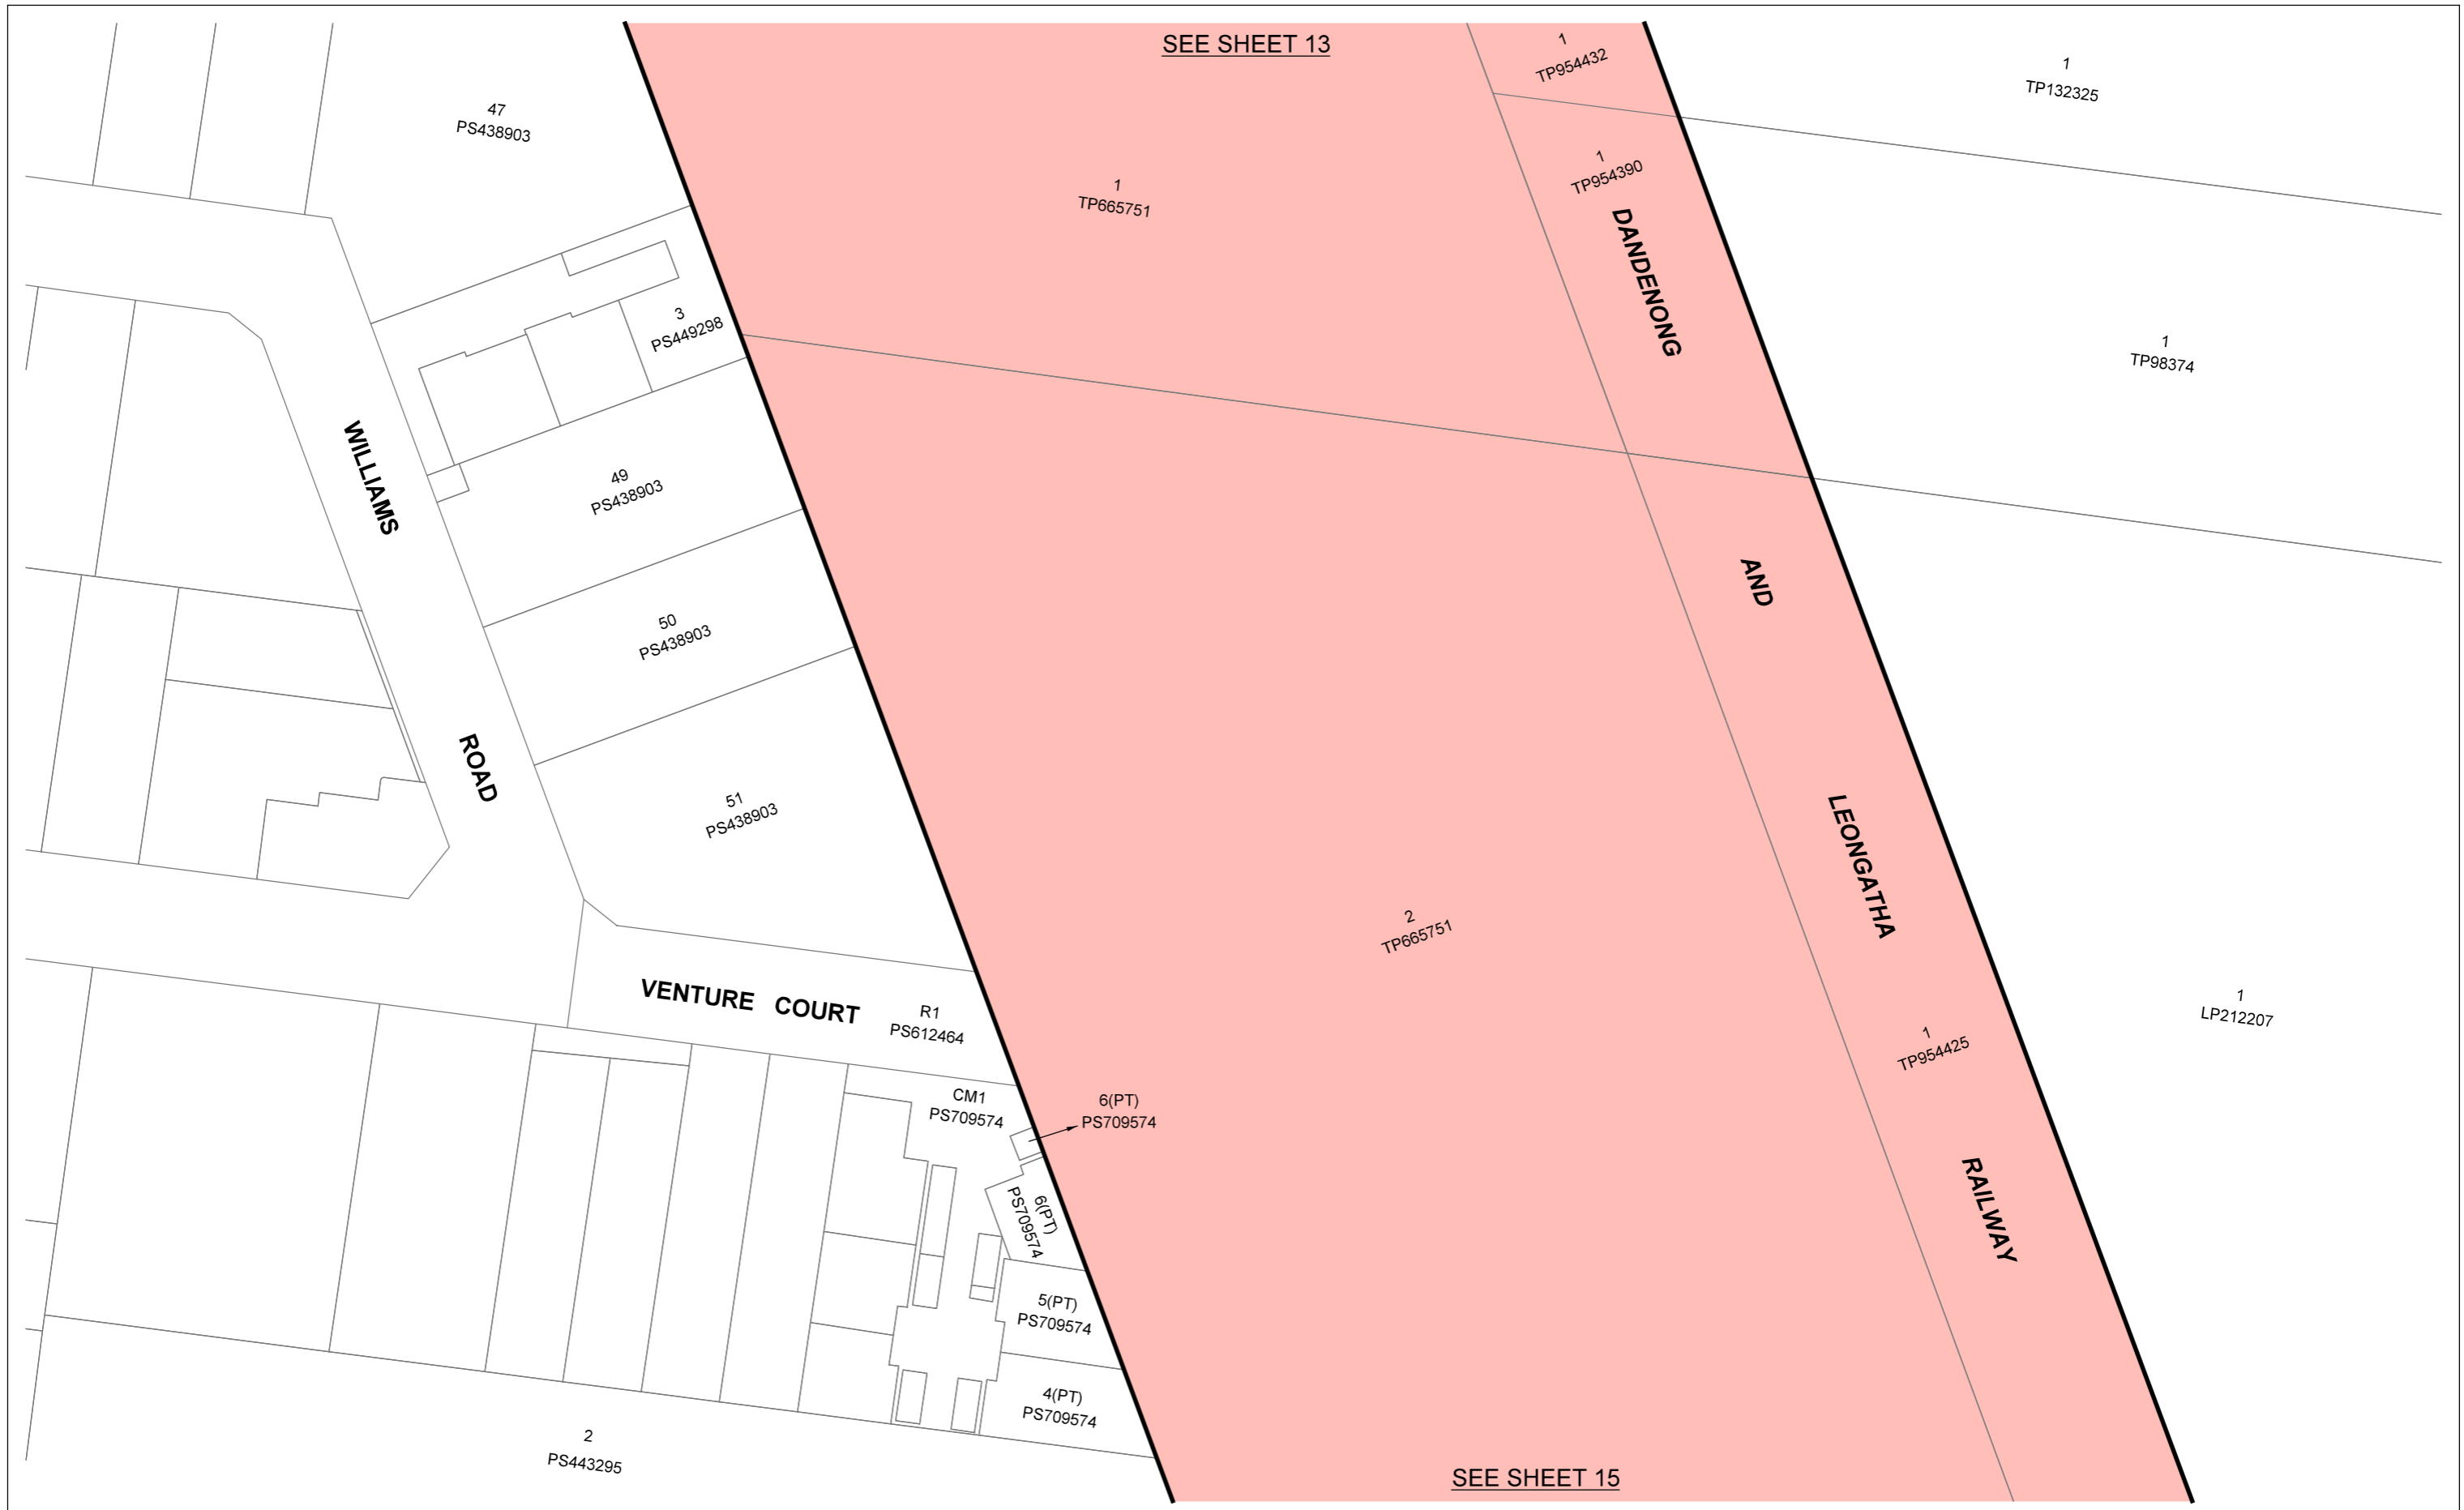 SEE SHEET 13
1
TP954432
1
TP132325
47
PS438903
1
TP954390
1
TP665751
DANDENONG
3
PS449298
1
TP98374
WILLIAMS
49
PS438903
AND
50
PS438903
ROAD
51
PS438903
LEONGATHA
2
TP665751
VENTURE COURT
R1
PS612464
1
LP212207
1
TP954425
CM1
PS709574
6(PT)
PS709574
6(PT)
PS709574
RAILWAY
5(PT)
PS709574
4(PT)
PS709574
2
PS443295
SEE SHEET 15